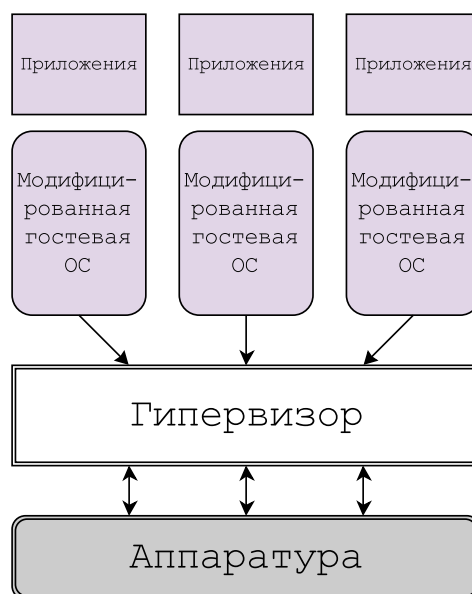 Приложения Приложения Приложения
Модифици- Модифици- Модифици-
рованная рованная рованная
гостевая гостевая гостевая
ОС ОС ОС
Гипервизор
Аппаратура